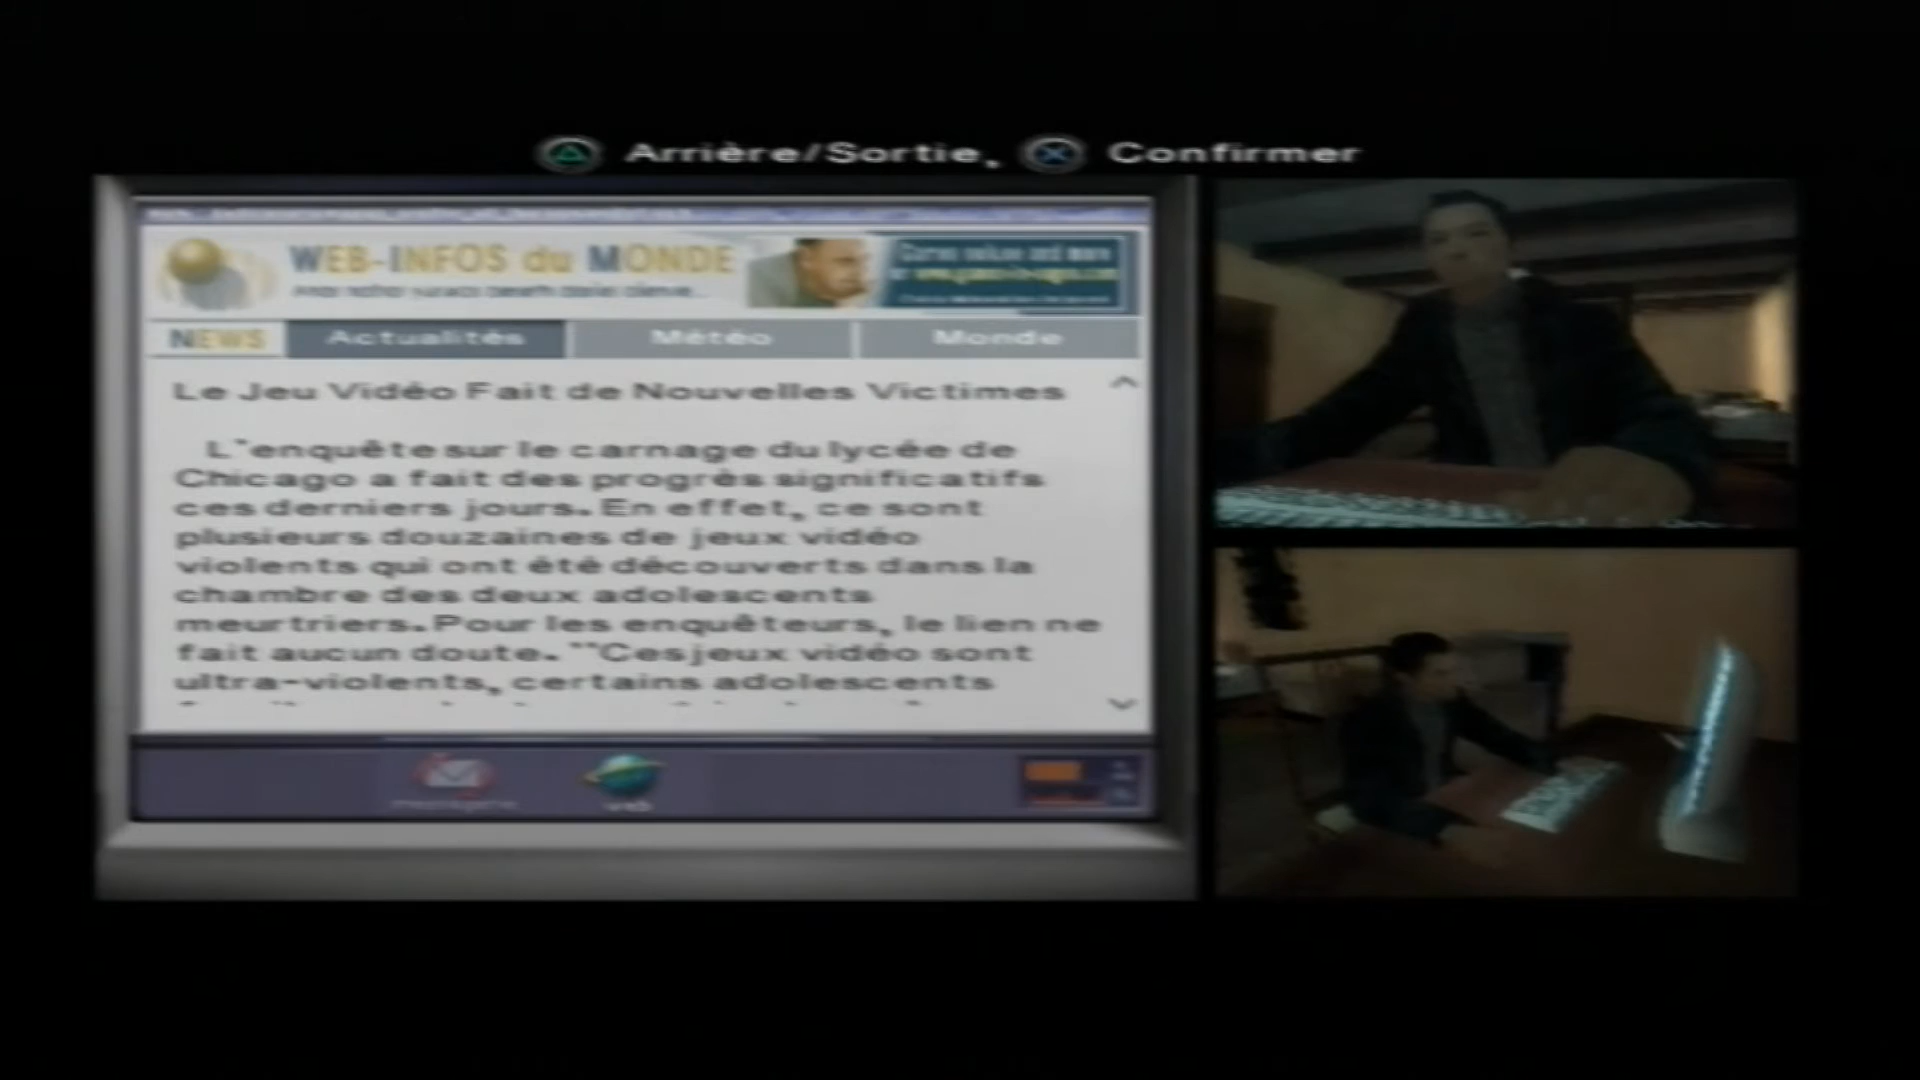 Arrière/Sortie, Confirmer
WEB-INFOS du MONDE
NEWS Actualités Météo Monde
Le Jeu Vidéo Fait de Nouvelles Victimes
L"enquête sur le carnage du lycée de
Chicago a fait des progrès significatifs
ces derniers jours. En effet, ce sont
plusieurs douzaines de jeux vidéo
violents qui ont été découverts dans la
chambre des deux adolescents
meurtriers. Pour les enquêteurs, le lien ne
fait aucun doute. ""Ces jeux vidéo sont
ultra-violents, certains adolescents
web